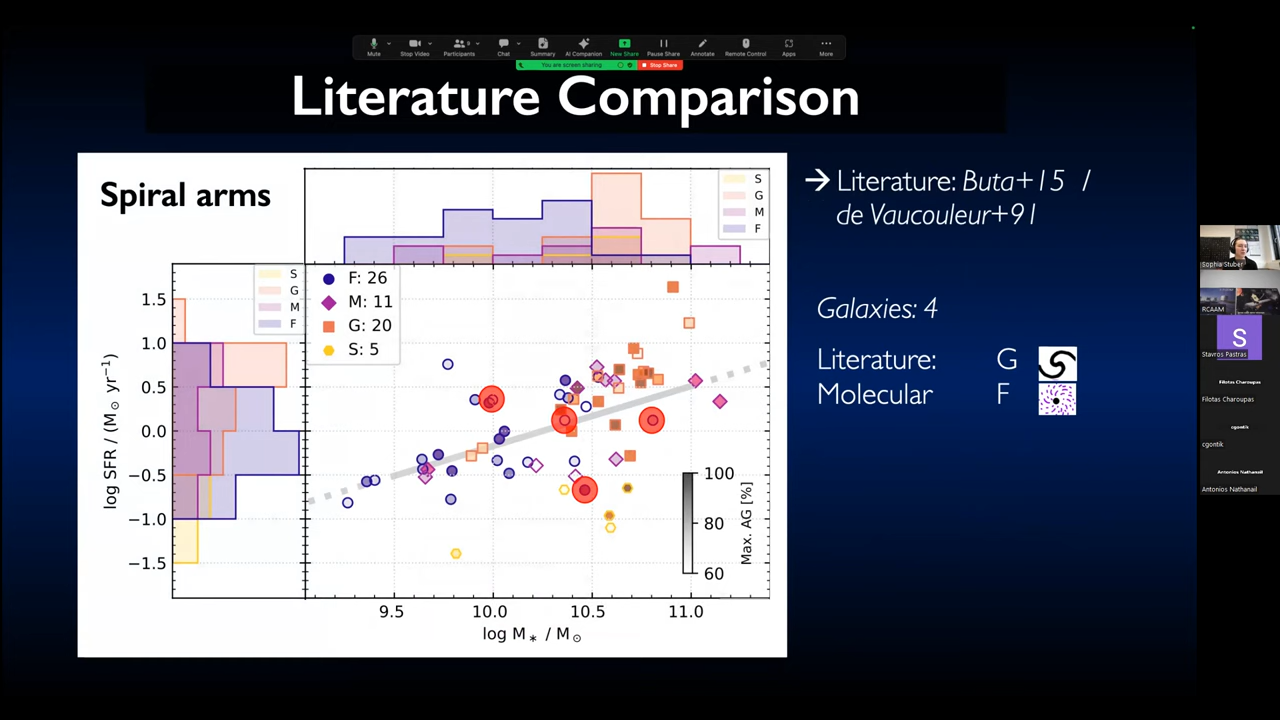 Mute
Stop Video
Participants
9
Chat
Summary
AI Companion
New Share
Pause Share
Annotate
Remote Control
Apps
More
You are screen sharing
Stop Share
Literature Comparison
Spiral arms
S
G
M
F
S
G
M
F
F: 26
M: 11
G: 20
S: 5
1.5
1.0
0.5
0.0
−0.5
−1.0
−1.5
log SFR / (M⊙ yr⁻¹)
9.5
10.0
10.5
11.0
log M∗ / M⊙
100
80
60
Max. AG [%]
→ Literature: Buta+15 /
de Vaucouleur+91
Galaxies: 4
Literature: G
Molecular F
Sophia Stuber
RCAAM
S
Stavros Pastras
Filotas Charoupas
Filotas Charoupas
cgontik
cgontik
Antonios Nathanail
Antonios Nathanail